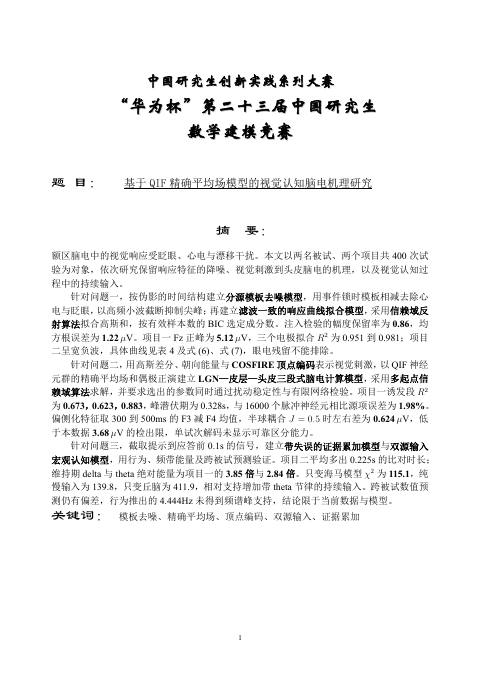 中国研究生创新实践系列大赛
“华为杯”第二十三届中国研究生
数学建模竞赛
题 目: 基于 QIF 精确平均场模型的视觉认知脑电机理研究
摘 要:
额区脑电中的视觉响应受眨眼、心电与漂移干扰。本文以两名被试、两个项目共 400 次试
验为对象，依次研究保留响应特征的降噪、视觉刺激到头皮脑电的机理，以及视觉认知过
程中的持续输入。
针对问题一，按伪影的时间结构建立分源模板去噪模型，用事件锁时模板相减去除心
电与眨眼，以高频小波截断抑制尖峰；再建立滤波一致的响应曲线拟合模型，采用信赖域反
射算法拟合高斯和，按有效样本数的 BIC 选定成分数。注入检验的幅度保留率为 0.86，均
方根误差为 1.22 μV。项目一 Fz 正峰为 5.12 μV，三个电极拟合 R² 为 0.951 到 0.981；项目
二呈宽负波，具体曲线见表 4 及式 (6)、式 (7)，眼电残留不能排除。
针对问题二，用高斯差分、朝向能量与 COSFIRE 顶点编码表示视觉刺激，以 QIF 神经
元群的精确平均场和偶极正演建立 LGN—皮层—头皮三段式脑电计算模型，采用多起点信
赖域算法求解，并要求选出的参数同时通过扰动稳定性与有限网络检验。项目一诱发段 R²
为 0.673，0.623，0.883，峰潜伏期为 0.328s，与 16000 个脉冲神经元相比源项误差为 1.98%。
偏侧化特征取 300 到 500ms 的 F3 减 F4 均值，半球耦合 J = 0.5 时左右差为 0.624 μV，低
于本数据 3.68 μV 的检出限，单试次解码未显示可靠区分能力。
针对问题三，截取提示到应答前 0.1s 的信号，建立带失误的证据累加模型与双源输入
宏观认知模型，用行为、频带能量及跨被试预测验证。项目二平均多出 0.225s 的比对时长；
维持期 delta 与 theta 绝对能量为项目一的 3.85 倍与 2.84 倍。只变海马模型 χ² 为 115.1，纯
慢输入为 139.8，只变丘脑为 411.9，相对支持增加带 theta 节律的持续输入。跨被试数值预
测仍有偏差，行为推出的 4.444Hz 未得到频谱峰支持，结论限于当前数据与模型。
关键词: 模板去噪、精确平均场、顶点编码、双源输入、证据累加
1